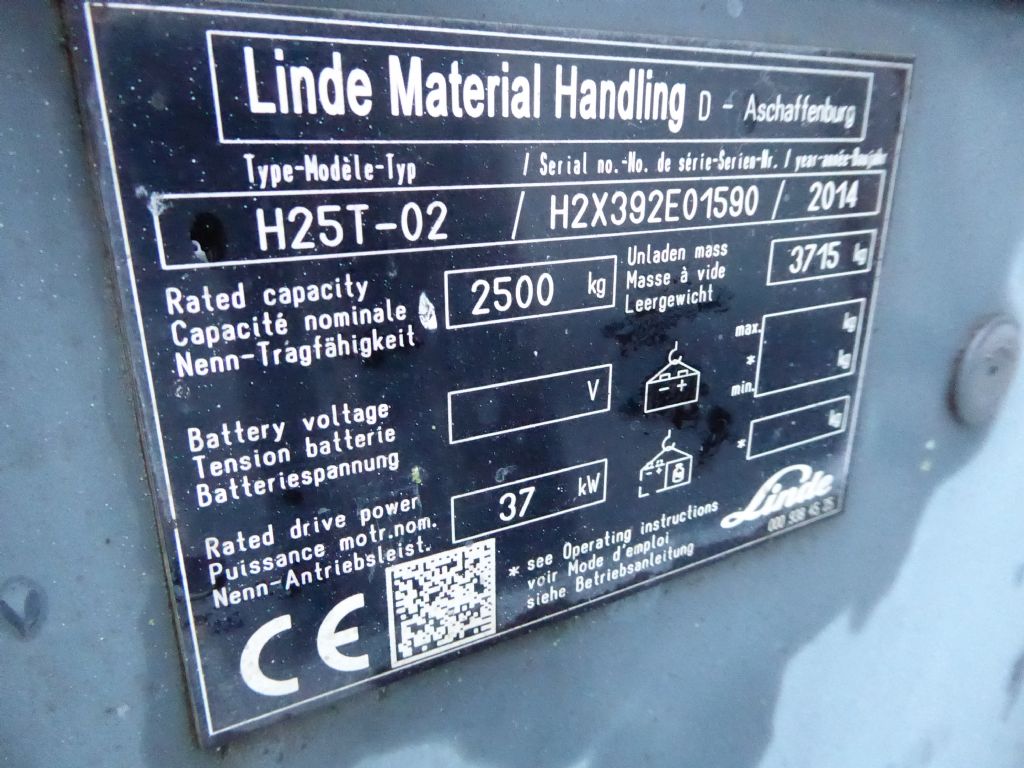 Linde Material Handling D - Aschaffenburg
Type-Modèle-Typ / Serial no.-No. de série-Serien-Nr. / year-année-Baujahr
H25T-02 / H2X392E01590 / 2014
Rated capacity
Capacité nominale
Nenn-Tragfähigkeit
2500 kg
Unladen mass
Masse à vide
Leergewicht
3715 kg
Battery voltage
Tension batterie
Batteriespannung
V
max. kg
* kg
min.
* kg
Rated drive power
Puissance motr.nom.
Nenn-Antriebsleist.
37 kW
* see Operating instructions
voir Mode d'emploi
siehe Betriebsanleitung
Linde
CE